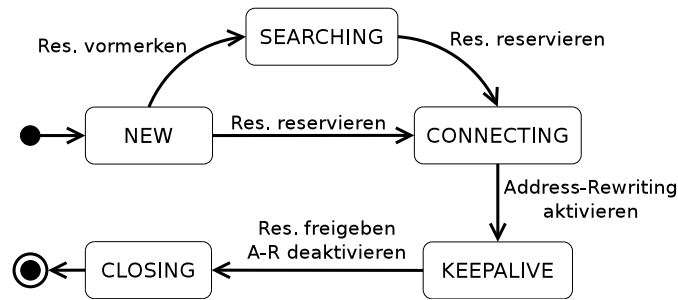 SEARCHING
Res. vormerken
Res. reservieren
NEW
Res. reservieren
CONNECTING
Address-Rewriting
aktivieren
Res. freigeben
A-R deaktivieren
CLOSING
KEEPALIVE